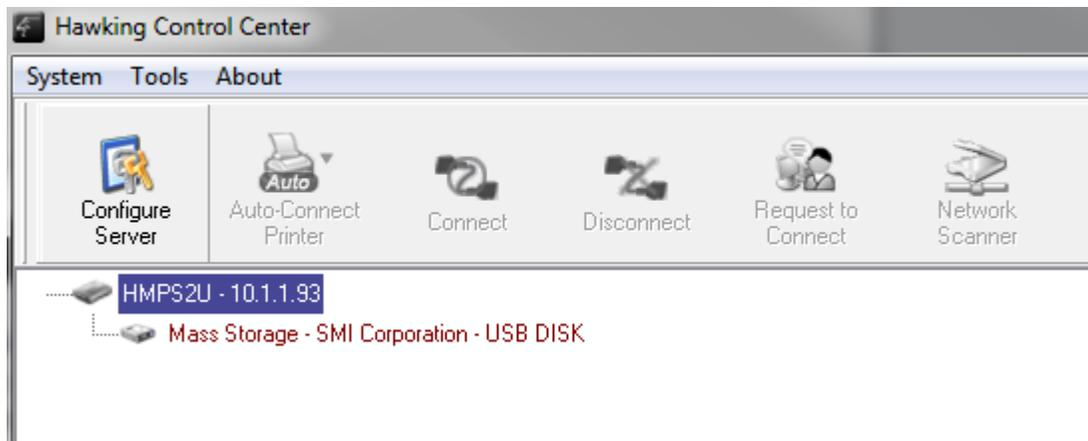 Hawking Control Center
System Tools About
Configure Server
Auto
Auto-Connect Printer
Connect
Disconnect
Request to Connect
Network Scanner
HMPS2U - 10.1.1.93
Mass Storage - SMI Corporation - USB DISK